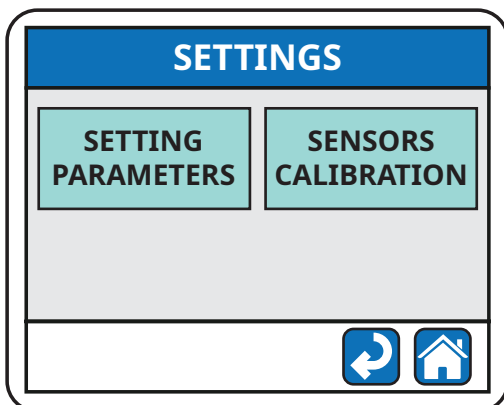 SETTINGS
SETTING
PARAMETERS
SENSORS
CALIBRATION